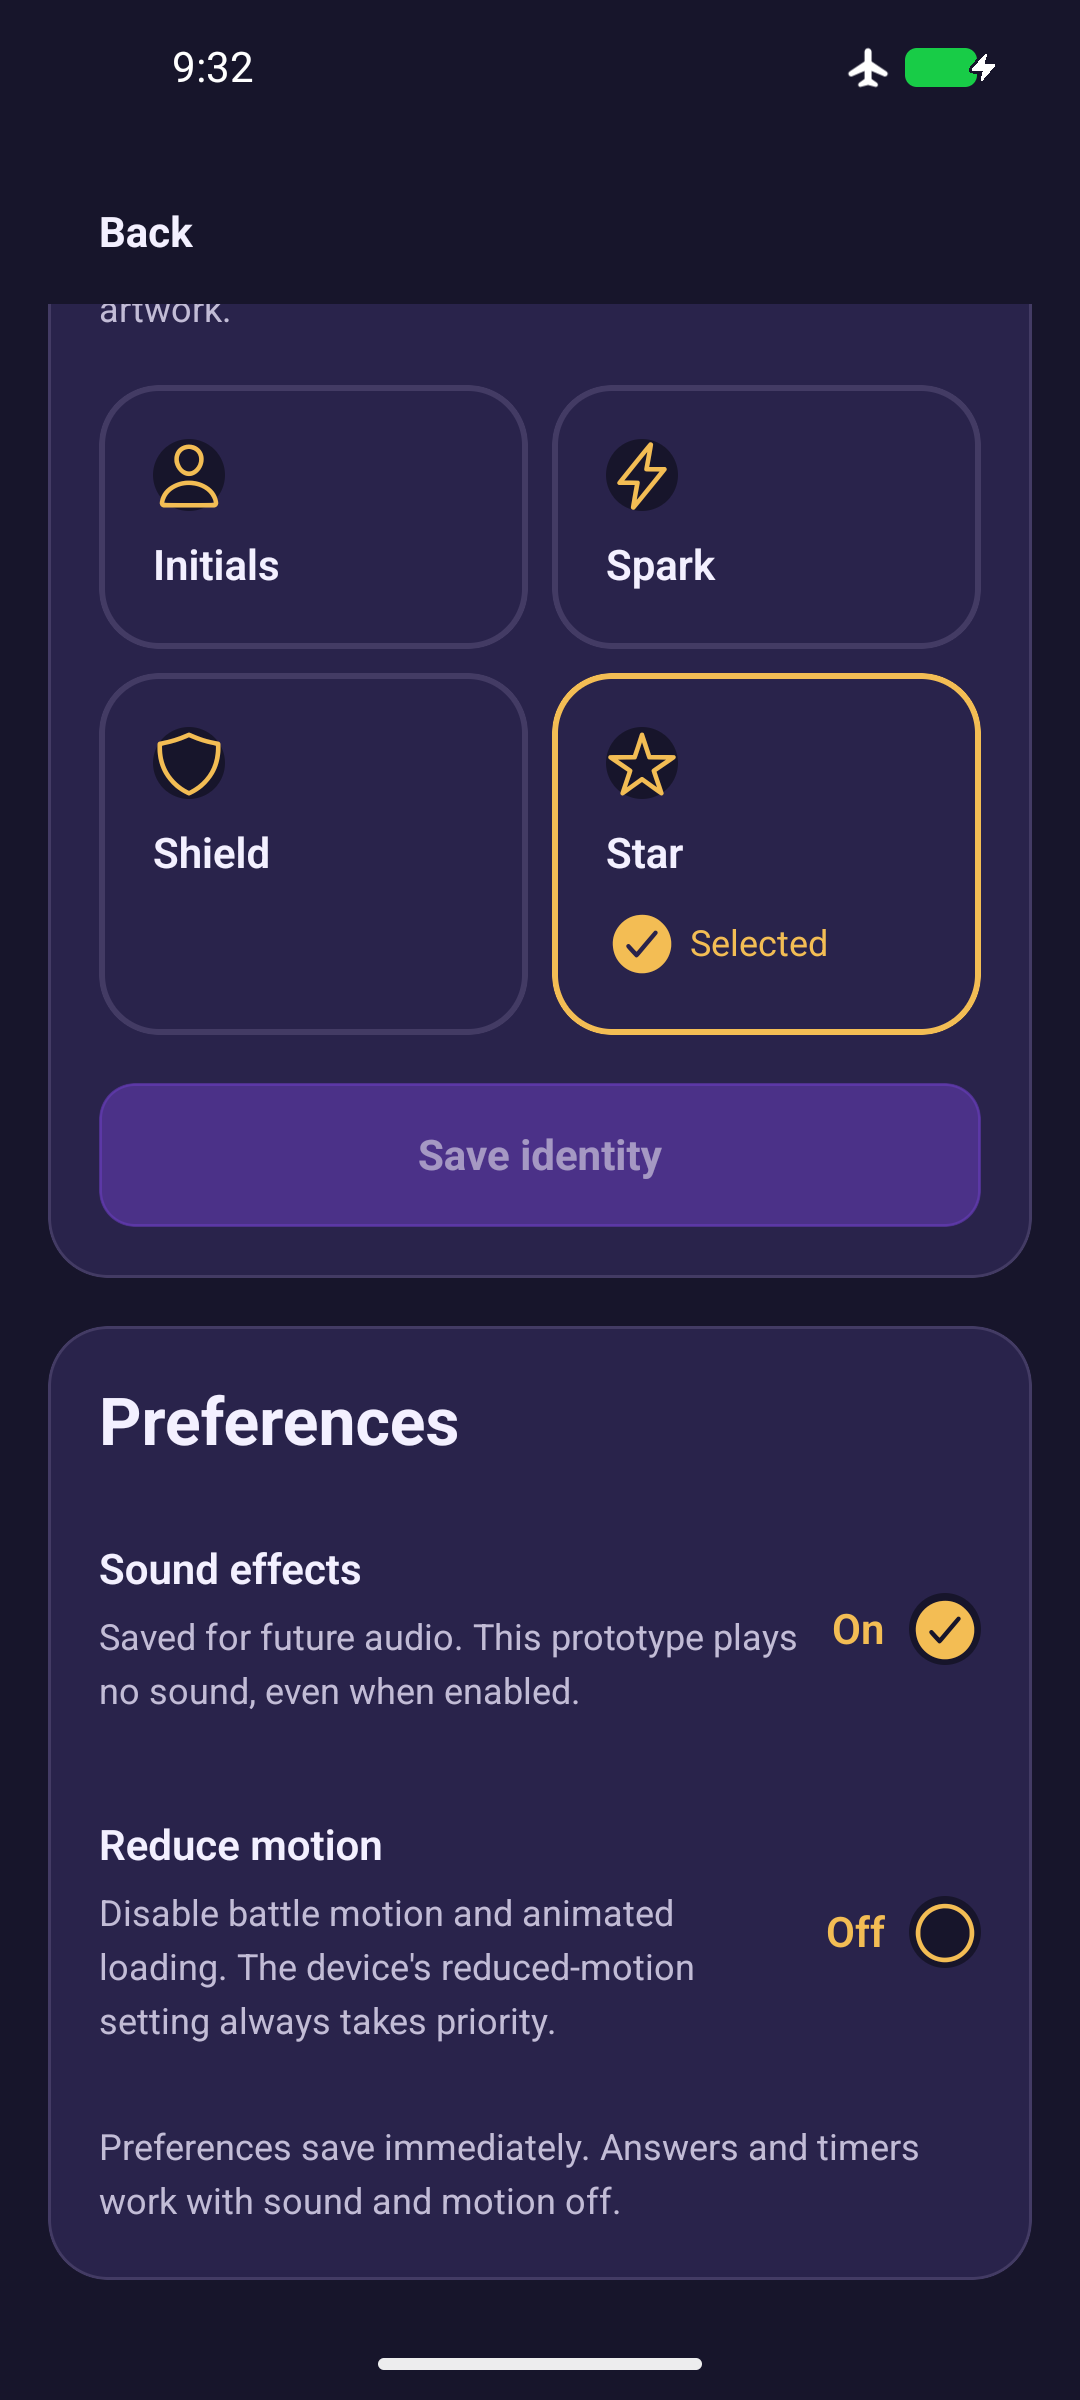 9:32
Back
artwork.
Initials
Spark
Shield
Star
Selected
Save identity
Preferences
Sound effects
Saved for future audio. This prototype plays
no sound, even when enabled.
On
Reduce motion
Disable battle motion and animated
loading. The device's reduced-motion
setting always takes priority.
Off
Preferences save immediately. Answers and timers
work with sound and motion off.